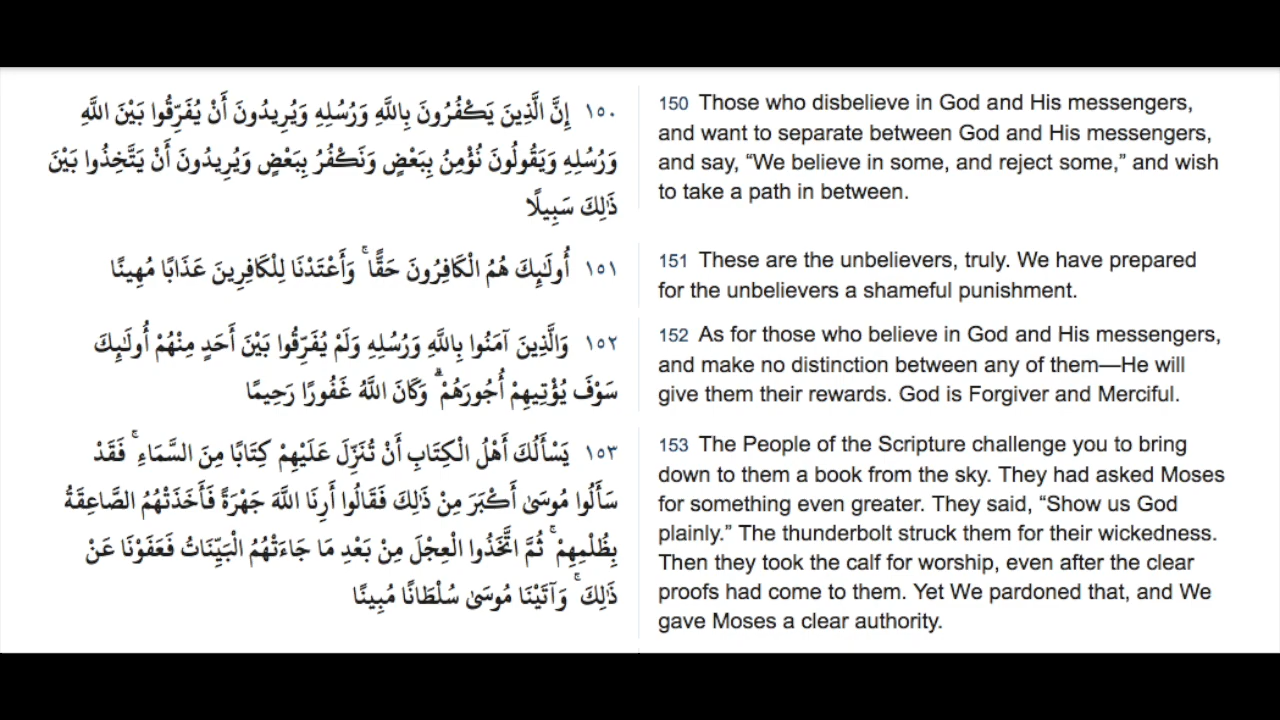 ١٥٠ إِنَّ الَّذِينَ يَكْفُرُونَ بِاللَّهِ وَرُسُلِهِ وَيُرِيدُونَ أَنْ يُفَرِّقُوا بَيْنَ اللَّهِ
وَرُسُلِهِ وَيَقُولُونَ نُؤْمِنُ بِبَعْضٍ وَنَكْفُرُ بِبَعْضٍ وَيُرِيدُونَ أَنْ يَتَّخِذُوا بَيْنَ
ذَٰلِكَ سَبِيلًا
150 Those who disbelieve in God and His messengers,
and want to separate between God and His messengers,
and say, “We believe in some, and reject some,” and wish
to take a path in between.
١٥١ أُولَٰئِكَ هُمُ الْكَافِرُونَ حَقًّا ۚ وَأَعْتَدْنَا لِلْكَافِرِينَ عَذَابًا مُهِينًا
151 These are the unbelievers, truly. We have prepared
for the unbelievers a shameful punishment.
١٥٢ وَالَّذِينَ آمَنُوا بِاللَّهِ وَرُسُلِهِ وَلَمْ يُفَرِّقُوا بَيْنَ أَحَدٍ مِنْهُمْ أُولَٰئِكَ
سَوْفَ يُؤْتِيهِمْ أُجُورَهُمْ ۗ وَكَانَ اللَّهُ غَفُورًا رَحِيمًا
152 As for those who believe in God and His messengers,
and make no distinction between any of them—He will
give them their rewards. God is Forgiver and Merciful.
١٥٣ يَسْأَلُكَ أَهْلُ الْكِتَابِ أَنْ تُنَزِّلَ عَلَيْهِمْ كِتَابًا مِنَ السَّمَاءِ ۚ فَقَدْ
سَأَلُوا مُوسَىٰ أَكْبَرَ مِنْ ذَٰلِكَ فَقَالُوا أَرِنَا اللَّهَ جَهْرَةً فَأَخَذَتْهُمُ الصَّاعِقَةُ
بِظُلْمِهِمْ ۚ ثُمَّ اتَّخَذُوا الْعِجْلَ مِنْ بَعْدِ مَا جَاءَتْهُمُ الْبَيِّنَاتُ فَعَفَوْنَا عَنْ
ذَٰلِكَ ۚ وَآتَيْنَا مُوسَىٰ سُلْطَانًا مُبِينًا
153 The People of the Scripture challenge you to bring
down to them a book from the sky. They had asked Moses
for something even greater. They said, “Show us God
plainly.” The thunderbolt struck them for their wickedness.
Then they took the calf for worship, even after the clear
proofs had come to them. Yet We pardoned that, and We
gave Moses a clear authority.